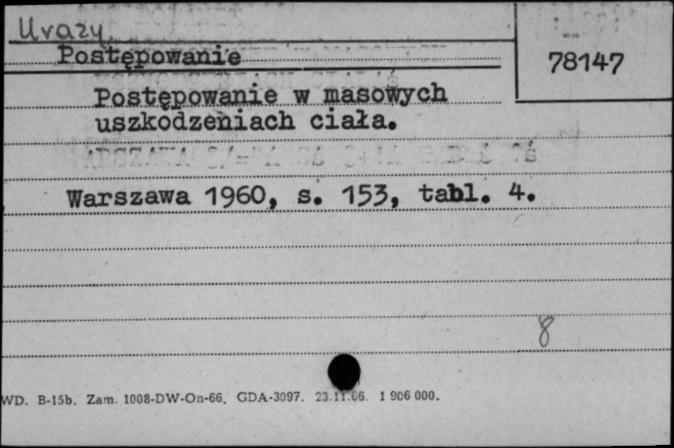 Urazy
Postępowanie
78147
Postępowanie w masowych
uszkodzeniach ciała.
Warszawa 1960, s. 153, tabl. 4.
8
WD. B-15b. Zam. 1008-DW-On-66. GDA-3097. 23.11.66. 1 906 000.